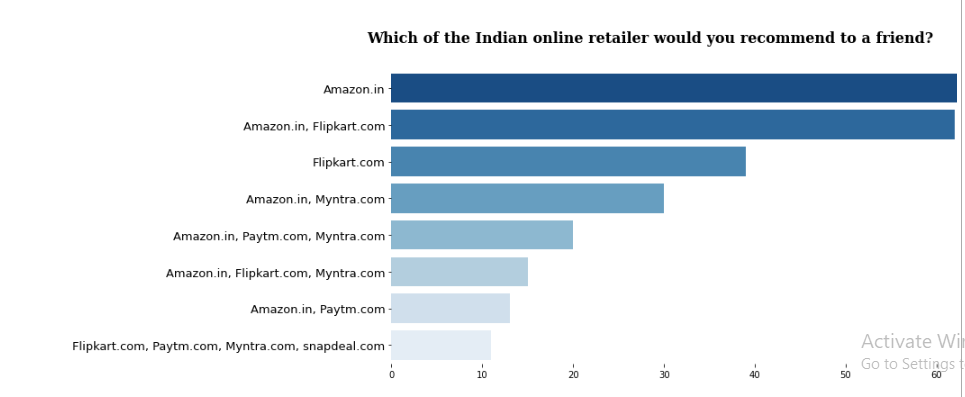 Which of the Indian online retailer would you recommend to a friend?
Amazon.in
Amazon.in, Flipkart.com
Flipkart.com
Amazon.in, Myntra.com
Amazon.in, Paytm.com, Myntra.com
Amazon.in, Flipkart.com, Myntra.com
Amazon.in, Paytm.com
Flipkart.com, Paytm.com, Myntra.com, snapdeal.com
0 10 20 30 40 50 60
Activate Wi
Go to Settings t